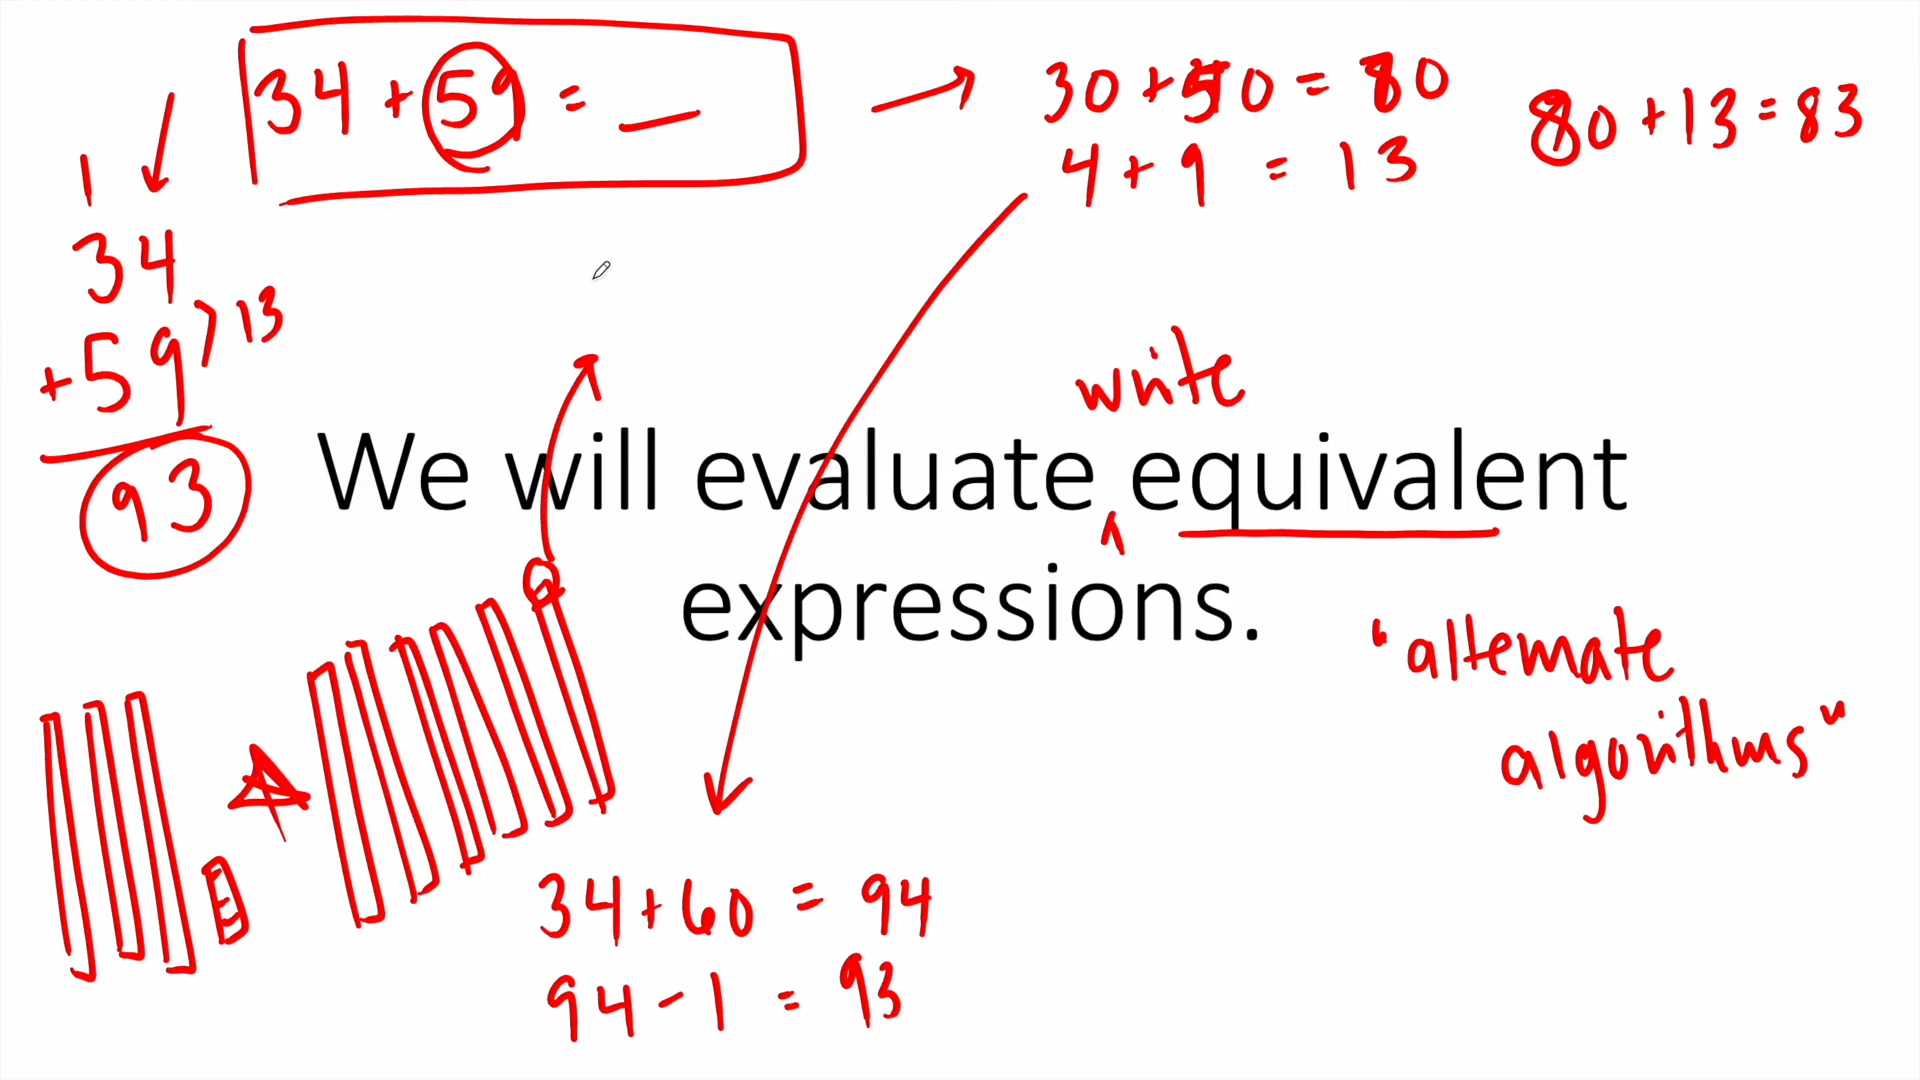 34 + 59 = _
30 + 50 = 80
80 + 13 = 83
4 + 9 = 13
1
34
+59
13
93
write
We will evaluate ^ equivalent
expressions.
"alternate
algorithms"
34 + 60 = 94
94 - 1 = 93